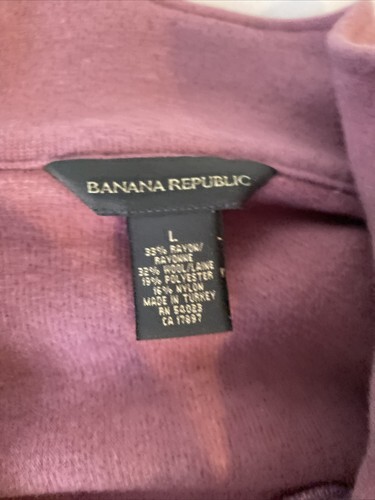 BANANA REPUBLIC
L
33% RAYON/
RAYONNE
32% WOOL/LAINE
19% POLYESTER
16% NYLON
MADE IN TURKEY
RN 54023
CA 17897